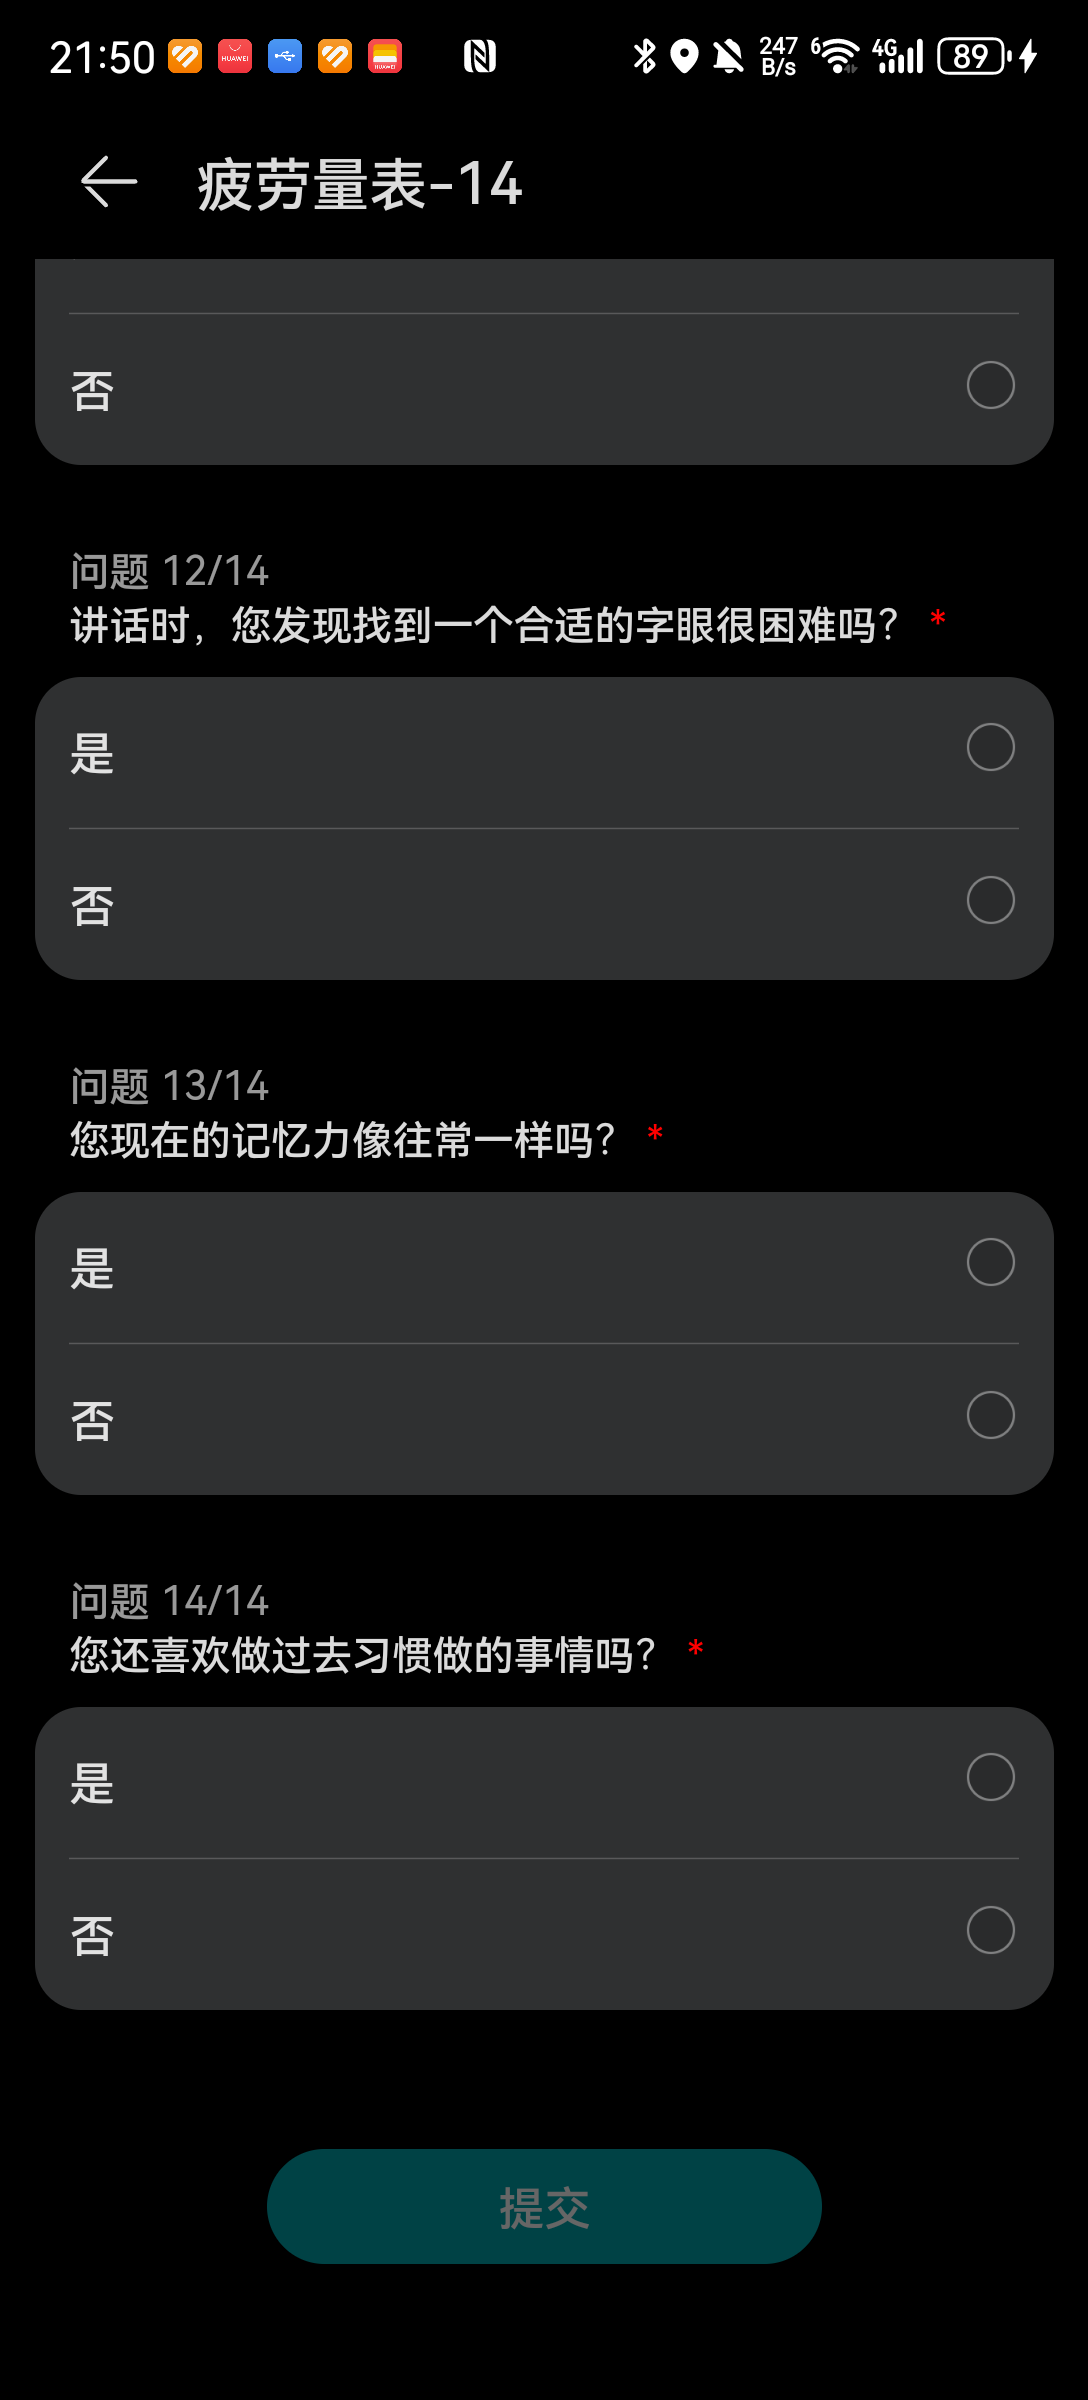 21:50
HUAWEI
HUAWEI
247 B/s
6
4G
89
疲劳量表-14
否
问题 12/14
讲话时，您发现找到一个合适的字眼很困难吗？ *
是
否
问题 13/14
您现在的记忆力像往常一样吗？ *
是
否
问题 14/14
您还喜欢做过去习惯做的事情吗？ *
是
否
提交